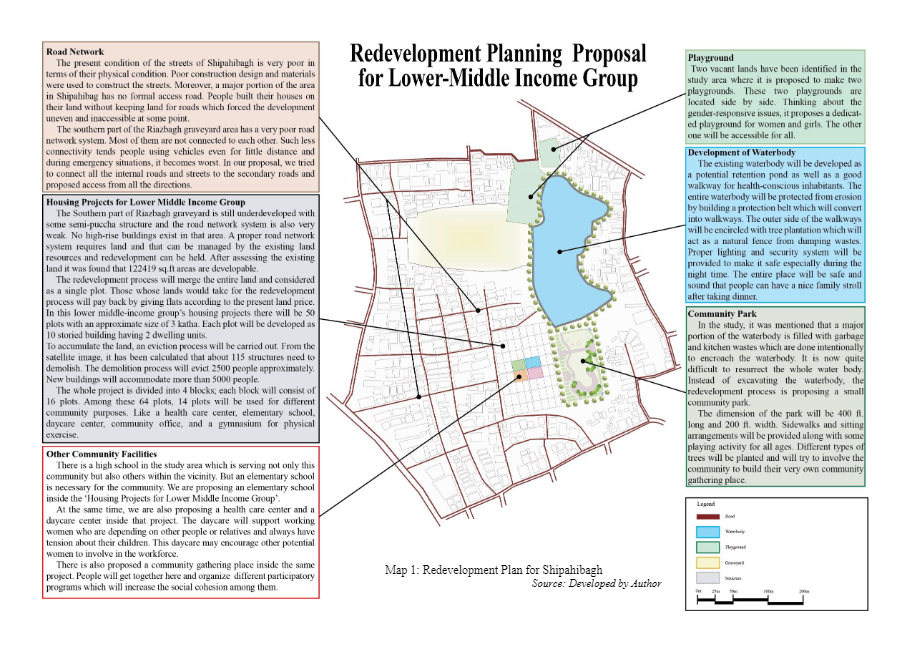 Redevelopment Planning Proposal
for Lower-Middle Income Group
Road Network
The present condition of the streets of Shipahibagh is very poor in
terms of their physical condition. Poor construction design and materials
were used to construct the streets. Moreover, a major portion of the area
in Shipahibag has no formal access road. People built their houses on
their land without keeping land for roads which forced the development
uneven and inaccessible at some point.
The southern part of the Riazbagh graveyard area has a very poor road
network system. Most of them are not connected to each other. Such less
connectivity tends people using vehicles even for little distance and
during emergency situations, it becomes worst. In our proposal, we tried
to connect all the internal roads and streets to the secondary roads and
proposed access from all the directions.
Housing Projects for Lower Middle Income Group
The Southern part of Riazbagh graveyard is still underdeveloped with
some semi-puccha structure and the road network system is also very
weak. No high-rise buildings exist in that area. A proper road network
system requires land and that can be managed by the existing land
resources and redevelopment can be held. After assessing the existing
land it was found that 122419 sq.ft areas are developable.
The redevelopment process will merge the entire land and considered
as a single plot. Those whose lands would take for the redevelopment
process will pay back by giving flats according to the present land price.
In this lower middle-income group's housing projects there will be 50
plots with an approximate size of 3 katha. Each plot will be developed as
10 storied building having 2 dwelling units.
To accumulate the land, an eviction process will be carried out. From the
satellite image, it has been calculated that about 115 structures need to
demolish. The demolition process will evict 2500 people approximately.
New buildings will accommodate more than 5000 people.
The whole project is divided into 4 blocks; each block will consist of
16 plots. Among these 64 plots, 14 plots will be used for different
community purposes. Like a health care center, elementary school,
daycare center, community office, and a gymnasium for physical
exercise.
Other Community Facilities
There is a high school in the study area which is serving not only this
community but also others within the vicinity. But an elementary school
is necessary for the community. We are proposing an elementary school
inside the 'Housing Projects for Lower Middle Income Group'.
At the same time, we are also proposing a health care center and a
daycare center inside that project. The daycare will support working
women who are depending on other people or relatives and always have
tension about their children. This daycare may encourage other potential
women to involve in the workforce.
There is also proposed a community gathering place inside the same
project. People will get together here and organize different participatory
programs which will increase the social cohesion among them.
Playground
Two vacant lands have been identified in the
study area where it is proposed to make two
playgrounds. These two playgrounds are
located side by side. Thinking about the
gender-responsive issues, it proposes a dedicat-
ed playground for women and girls. The other
one will be accessible for all.
Development of Waterbody
The existing waterbody will be developed as
a potential retention pond as well as a good
walkway for health-conscious inhabitants. The
entire waterbody will be protected from erosion
by building a protection belt which will convert
into walkways. The outer side of the walkways
will be encircled with tree plantation which will
act as a natural fence from dumping wastes.
Proper lighting and security system will be
provided to make it safe especially during the
night time. The entire place will be safe and
sound that people can have a nice family stroll
after taking dinner.
Community Park
In the study, it was mentioned that a major
portion of the waterbody is filled with garbage
and kitchen wastes which are done intentionally
to encroach the waterbody. It is now quite
difficult to resurrect the whole water body.
Instead of excavating the waterbody, the
redevelopment process is proposing a small
community park.
The dimension of the park will be 400 ft.
long and 200 ft. width. Sidewalks and sitting
arrangements will be provided along with some
playing activity for all ages. Different types of
trees will be planted and will try to involve the
community to build their very own community
gathering place.
Legend
Road
Waterbody
Playground
Graveyard
Structure
Map 1: Redevelopment Plan for Shipahibagh
Source: Developed by Author